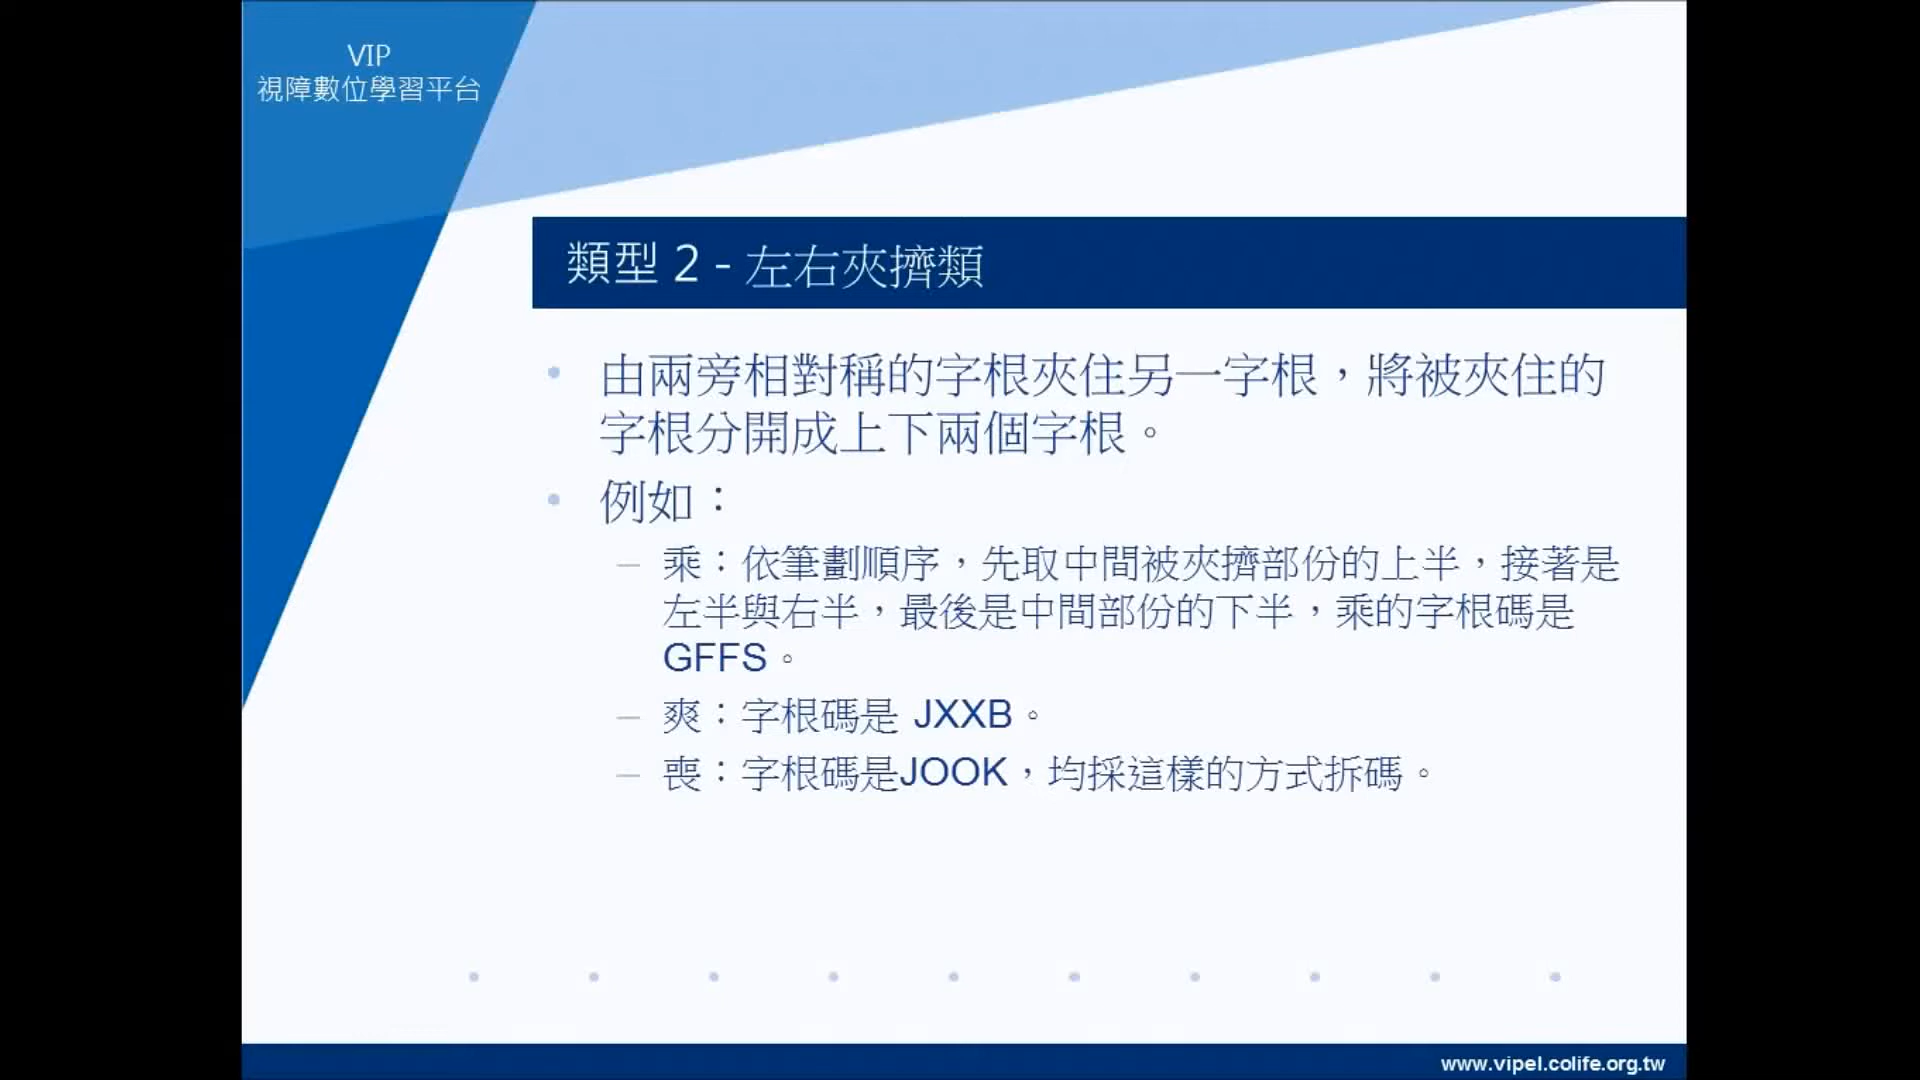 VIP
視障數位學習平台
類型 2 - 左右夾擠類
• 由兩旁相對稱的字根夾住另一字根，將被夾住的
字根分開成上下兩個字根。
• 例如：
– 乘：依筆劃順序，先取中間被夾擠部份的上半，接著是
左半與右半，最後是中間部份的下半，乘的字根碼是
GFFS。
– 爽：字根碼是 JXXB。
– 喪：字根碼是JOOK，均採這樣的方式拆碼。
www.vipel.colife.org.tw